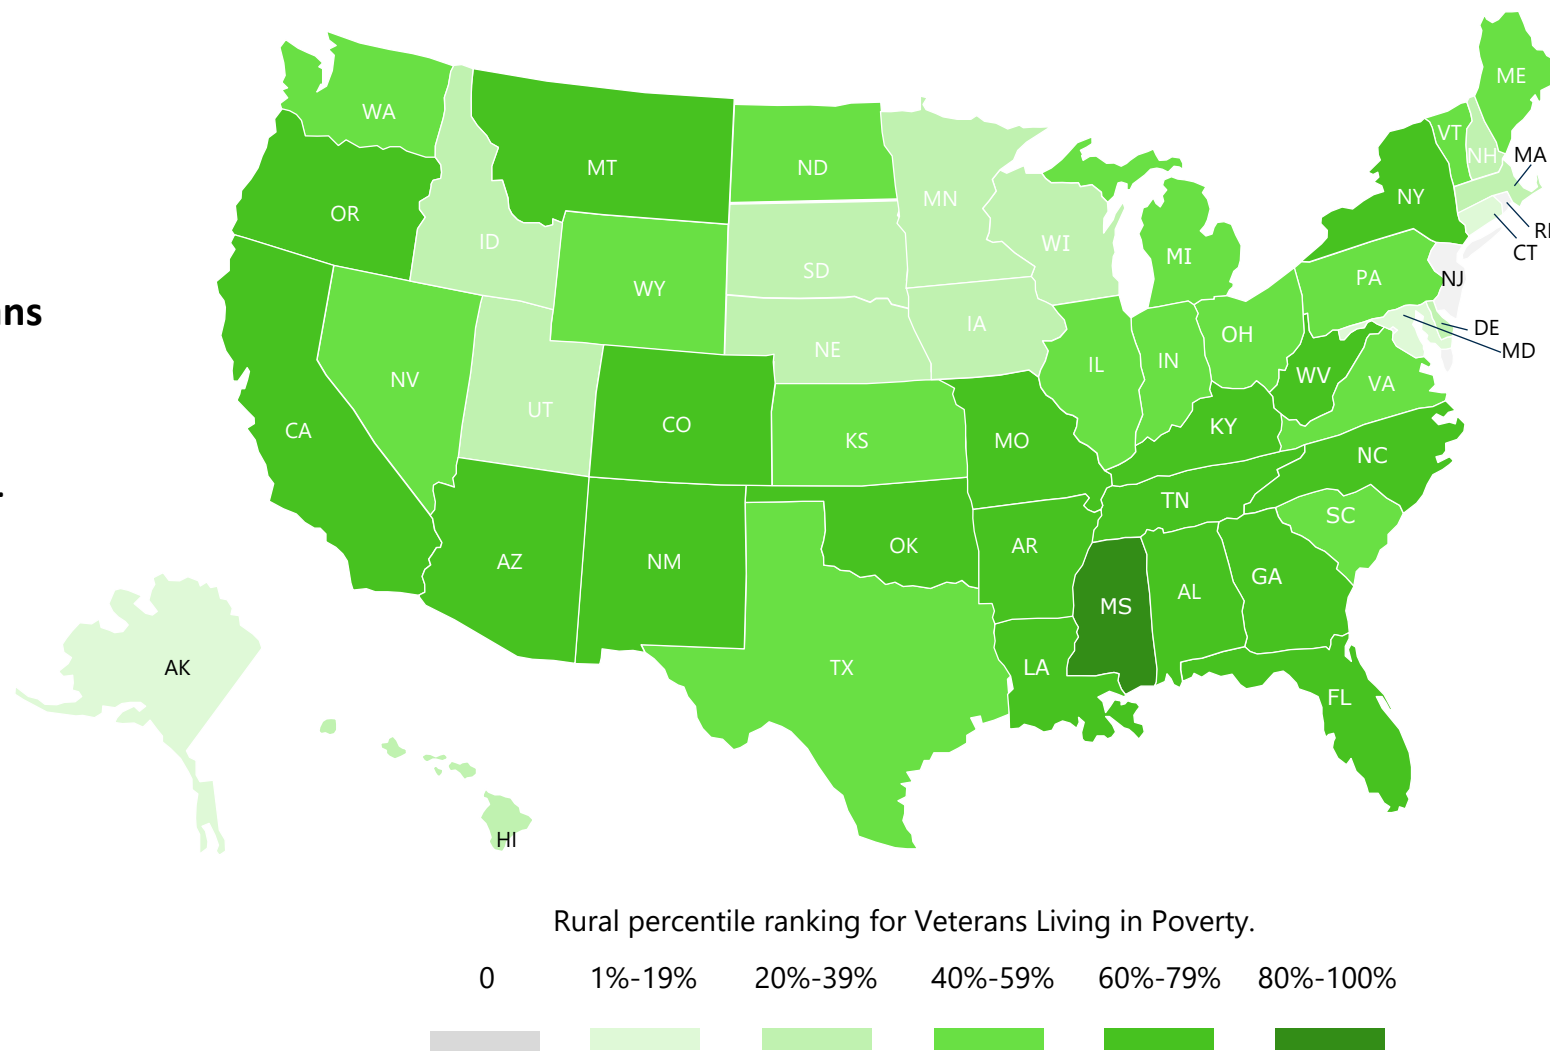 ME
WA
VT
NH
MA
MT
ND
MN
NY
OR
RI
ID
WI
CT
SD
MI
PA
NJ
WY
ns
IA
DE
NE
OH
MD
IL
IN
NV
WV
VA
UT
CO
KY
CA
KS
MO
NC
TN
.
SC
OK
AR
AZ
NM
GA
AL
MS
AK
TX
LA
FL
HI
Rural percentile ranking for Veterans Living in Poverty.
0 1%-19% 20%-39% 40%-59% 60%-79% 80%-100%